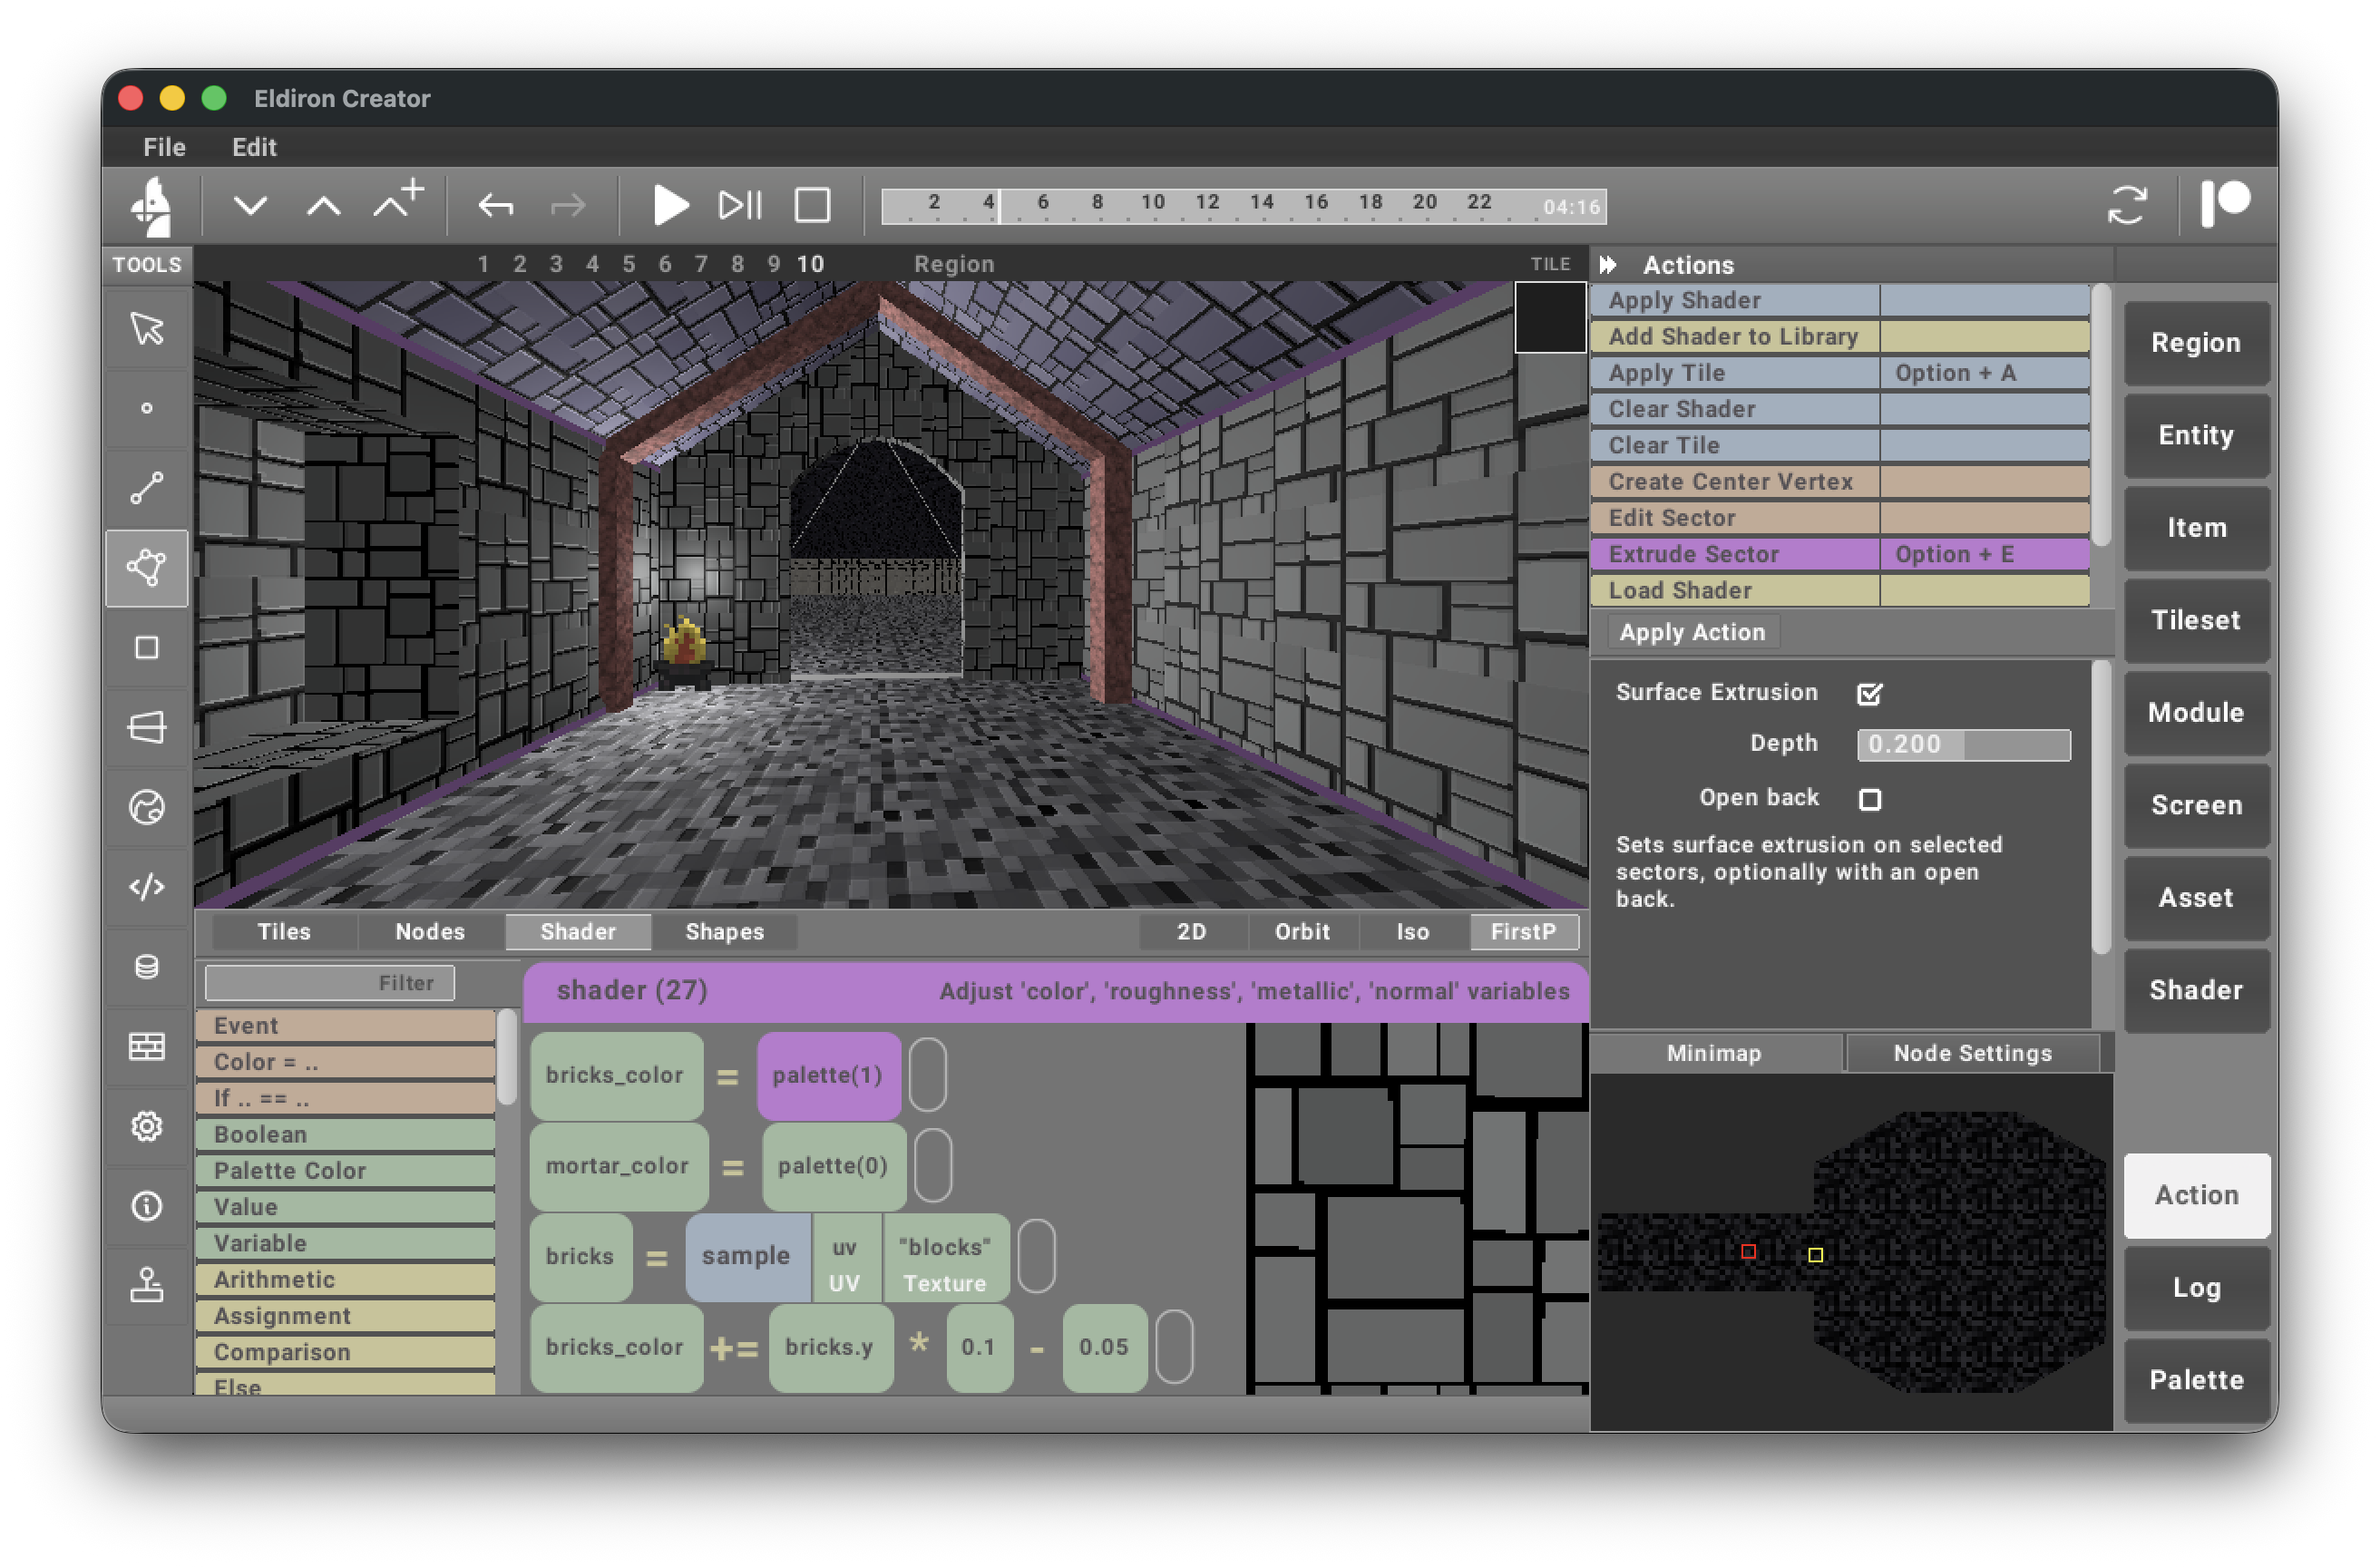 Eldiron Creator
File Edit
2 4 6 8 10 12 14 16 18 20 22 04:16
TOOLS
1 2 3 4 5 6 7 8 9 10 Region TILE
Actions
Apply Shader
Add Shader to Library
Apply Tile Option + A
Clear Shader
Clear Tile
Create Center Vertex
Edit Sector
Extrude Sector Option + E
Load Shader
Apply Action
Surface Extrusion
Depth 0.200
Open back
Sets surface extrusion on selected
sectors, optionally with an open
back.
Region
Entity
Item
Tileset
Module
Screen
Asset
Shader
Action
Log
Palette
Tiles Nodes Shader Shapes 2D Orbit Iso FirstP
Filter
Event
Color = ..
If .. == ..
Boolean
Palette Color
Value
Variable
Arithmetic
Assignment
Comparison
Else
shader (27) Adjust 'color', 'roughness', 'metallic', 'normal' variables
bricks_color = palette(1)
mortar_color = palette(0)
bricks = sample uv "blocks"
UV Texture
bricks_color += bricks.y * 0.1 - 0.05
Minimap Node Settings